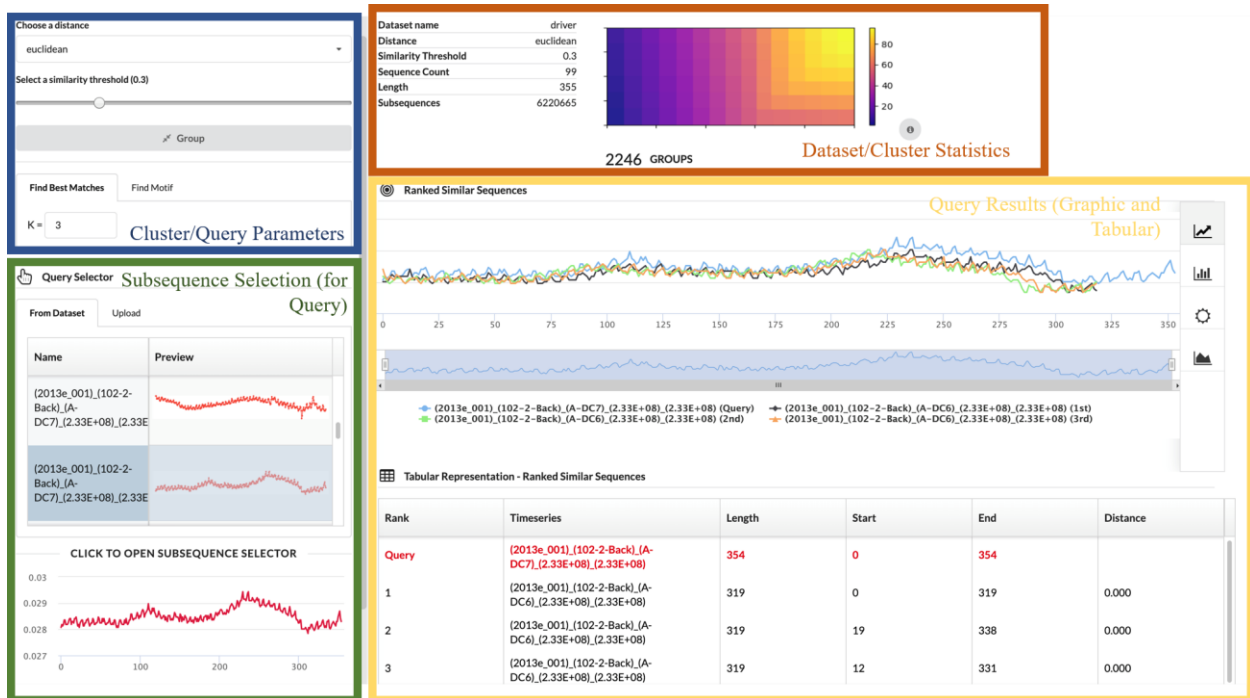 Choose a distance
euclidean
Select a similarity threshold (0.3)
Group
Find Best Matches Find Motif
K = 3
Cluster/Query Parameters
Query Selector
Subsequence Selection (for
Query)
From Dataset Upload
Name Preview
(2013e_001)_(102-2-
Back)_(A-
DC7)_(2.33E+08)_(2.33E
(2013e_001)_(102-2-
Back)_(A-
DC7)_(2.33E+08)_(2.33E
CLICK TO OPEN SUBSEQUENCE SELECTOR
0.03
0.029
0.028
0.027
0 100 200 300
Dataset name driver
Distance euclidean
Similarity Threshold 0.3
Sequence Count 99
Length 355
Subsequences 6220665
80
60
40
20
2246 GROUPS
Dataset/Cluster Statistics
Ranked Similar Sequences
Query Results (Graphic and
Tabular)
0 25 50 75 100 125 150 175 200 225 250 275 300 325 350
(2013e_001)_(102-2-Back)_(A-DC7)_(2.33E+08)_(2.33E+08) (Query) (2013e_001)_(102-2-Back)_(A-DC6)_(2.33E+08)_(2.33E+08) (1st)
(2013e_001)_(102-2-Back)_(A-DC6)_(2.33E+08)_(2.33E+08) (2nd) (2013e_001)_(102-2-Back)_(A-DC6)_(2.33E+08)_(2.33E+08) (3rd)
Tabular Representation - Ranked Similar Sequences
Rank Timeseries Length Start End Distance
Query (2013e_001)_(102-2-Back)_(A- 354 0 354
DC7)_(2.33E+08)_(2.33E+08)
1 (2013e_001)_(102-2-Back)_(A- 319 0 319 0.000
DC6)_(2.33E+08)_(2.33E+08)
2 (2013e_001)_(102-2-Back)_(A- 319 19 338 0.000
DC6)_(2.33E+08)_(2.33E+08)
3 (2013e_001)_(102-2-Back)_(A- 319 12 331 0.000
DC6)_(2.33E+08)_(2.33E+08)